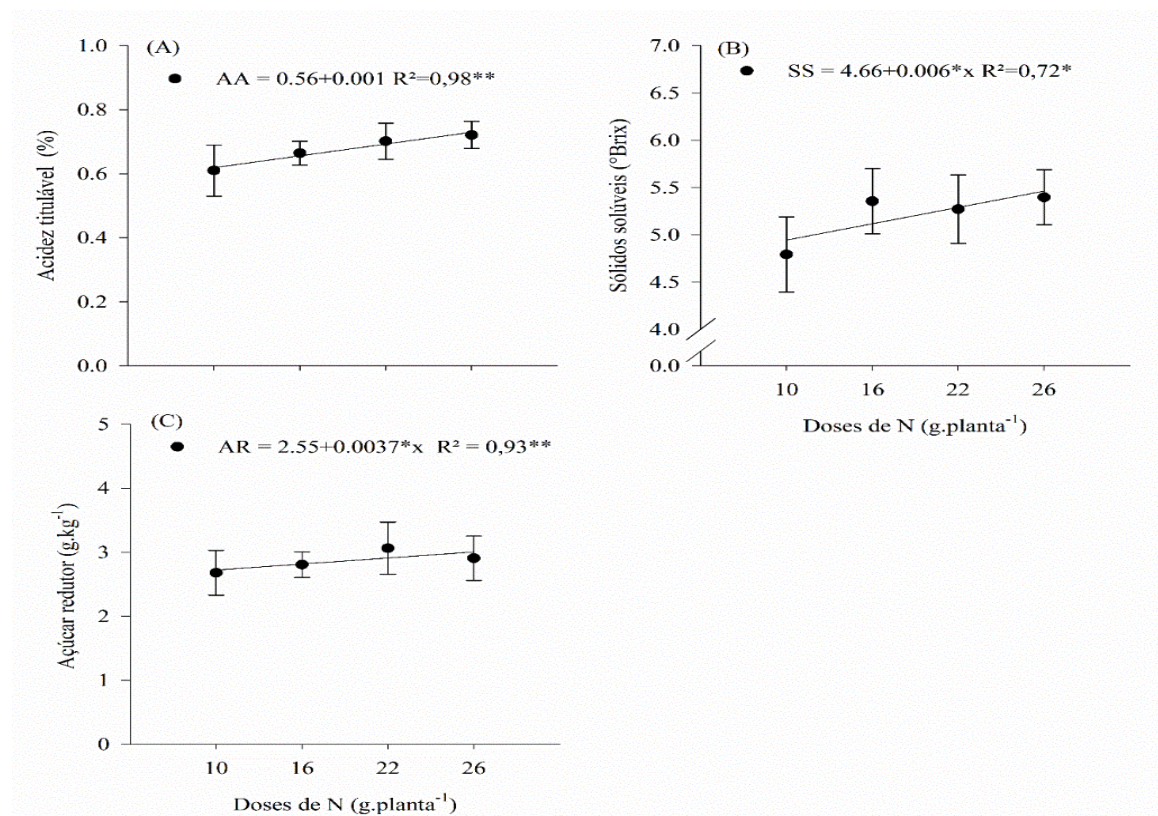 (A)
AA = 0.56+0.001 R²=0,98**
Acidez titulável (%)
1.0
0.8
0.6
0.4
0.2
0.0
(B)
SS = 4.66+0.006*x R²=0,72*
Sólidos solúveis (°Brix)
7.0
6.5
6.0
5.5
5.0
4.5
4.0
0.0
10 16 22 26
Doses de N (g.planta⁻¹)
(C)
AR = 2.55+0.0037*x R² = 0,93**
Açúcar redutor (g.kg⁻¹)
5
4
3
2
1
0
10 16 22 26
Doses de N (g.planta⁻¹)